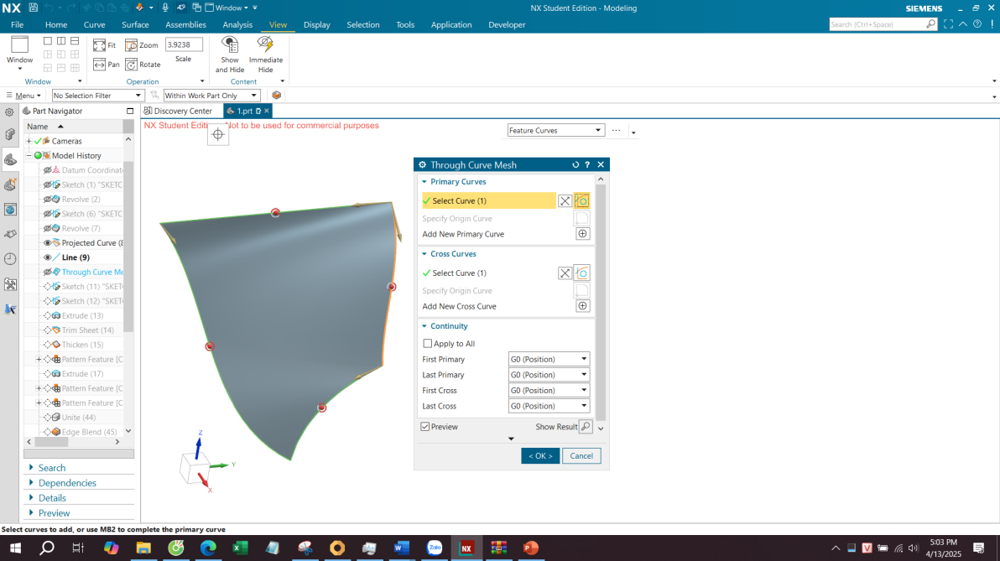 NX
Window
NX Student Edition - Modeling
SIEMENS
File Home Curve Surface Assemblies Analysis View Display Selection Tools Application Developer
Search (Ctrl+Space)
Window
Fit
Zoom
3.9238
Pan
Rotate
Scale
Show and Hide
Immediate Hide
Window
Operation
Content
Menu
No Selection Filter
Within Work Part Only
Part Navigator
Discovery Center
1.prt
Name
NX Student Edition
Not to be used for commercial purposes
Feature Curves
Cameras
Model History
Datum Coordinat
Sketch (1) "SKETC
Revolve (2)
Sketch (6) "SKETC
Revolve (7)
Projected Curve (8
Line (9)
Through Curve Me
Sketch (11) "SKET
Sketch (12) "SKET
Extrude (13)
Trim Sheet (14)
Thicken (15)
Pattern Feature [C
Extrude (17)
Pattern Feature [C
Pattern Feature [C
Unite (44)
Edge Blend (45)
Search
Dependencies
Details
Preview
Through Curve Mesh
Primary Curves
Select Curve (1)
Specify Origin Curve
Add New Primary Curve
Cross Curves
Select Curve (1)
Specify Origin Curve
Add New Cross Curve
Continuity
Apply to All
First Primary G0 (Position)
Last Primary G0 (Position)
First Cross G0 (Position)
Last Cross G0 (Position)
Preview
Show Result
< OK >
Cancel
Z
Y
X
Select curves to add, or use MB2 to complete the primary curve
Zalo
NX
5:03 PM
4/13/2025